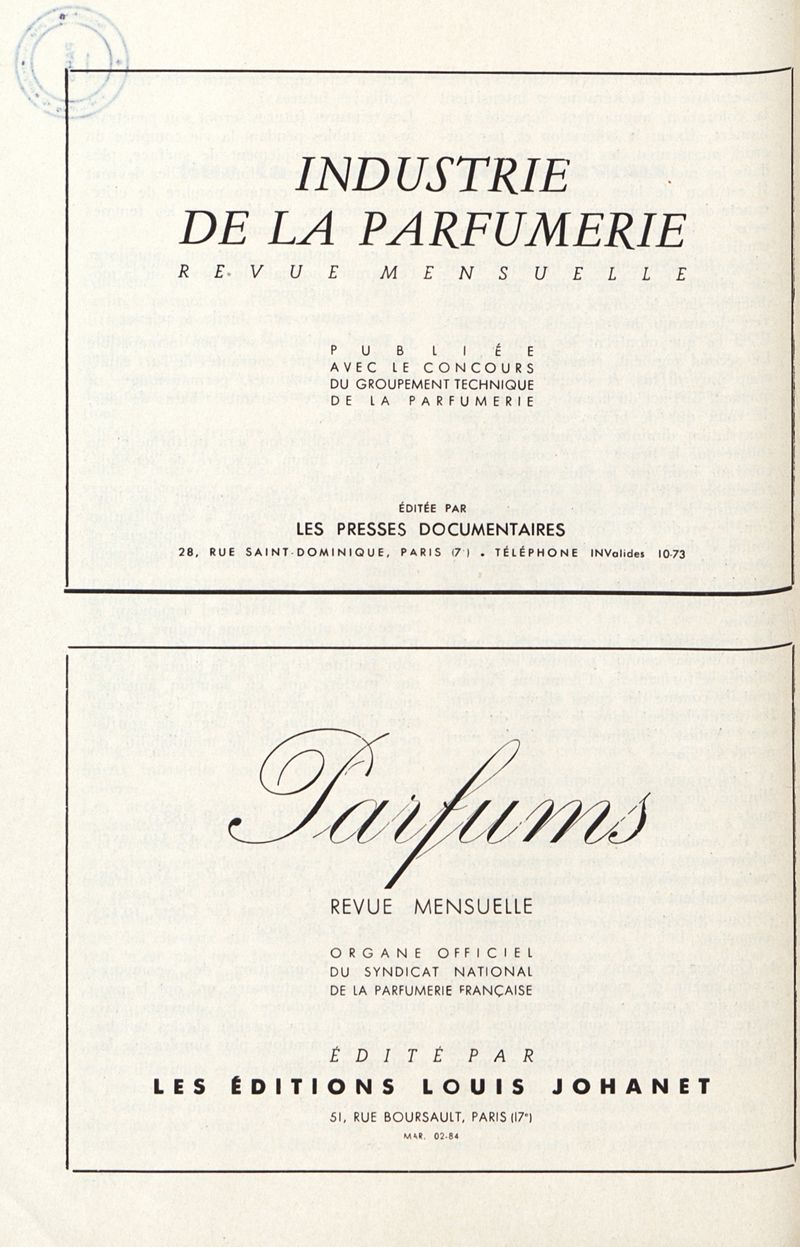 INDUSTRIE
DE LA PARFUMERIE
REVUE MENSUELLE
PUBLIÉE
AVEC LE CONCOURS
DU GROUPEMENT TECHNIQUE
DE LA PARFUMERIE
ÉDITÉE PAR
LES PRESSES DOCUMENTAIRES
28, RUE SAINT-DOMINIQUE, PARIS (7e) • TÉLÉPHONE INValides 10-73
Parfums
REVUE MENSUELLE
ORGANE OFFICIEL
DU SYNDICAT NATIONAL
DE LA PARFUMERIE FRANÇAISE
ÉDITÉ PAR
LES ÉDITIONS LOUIS JOHANET
51, RUE BOURSAULT, PARIS (17e)
MAR. 02-84